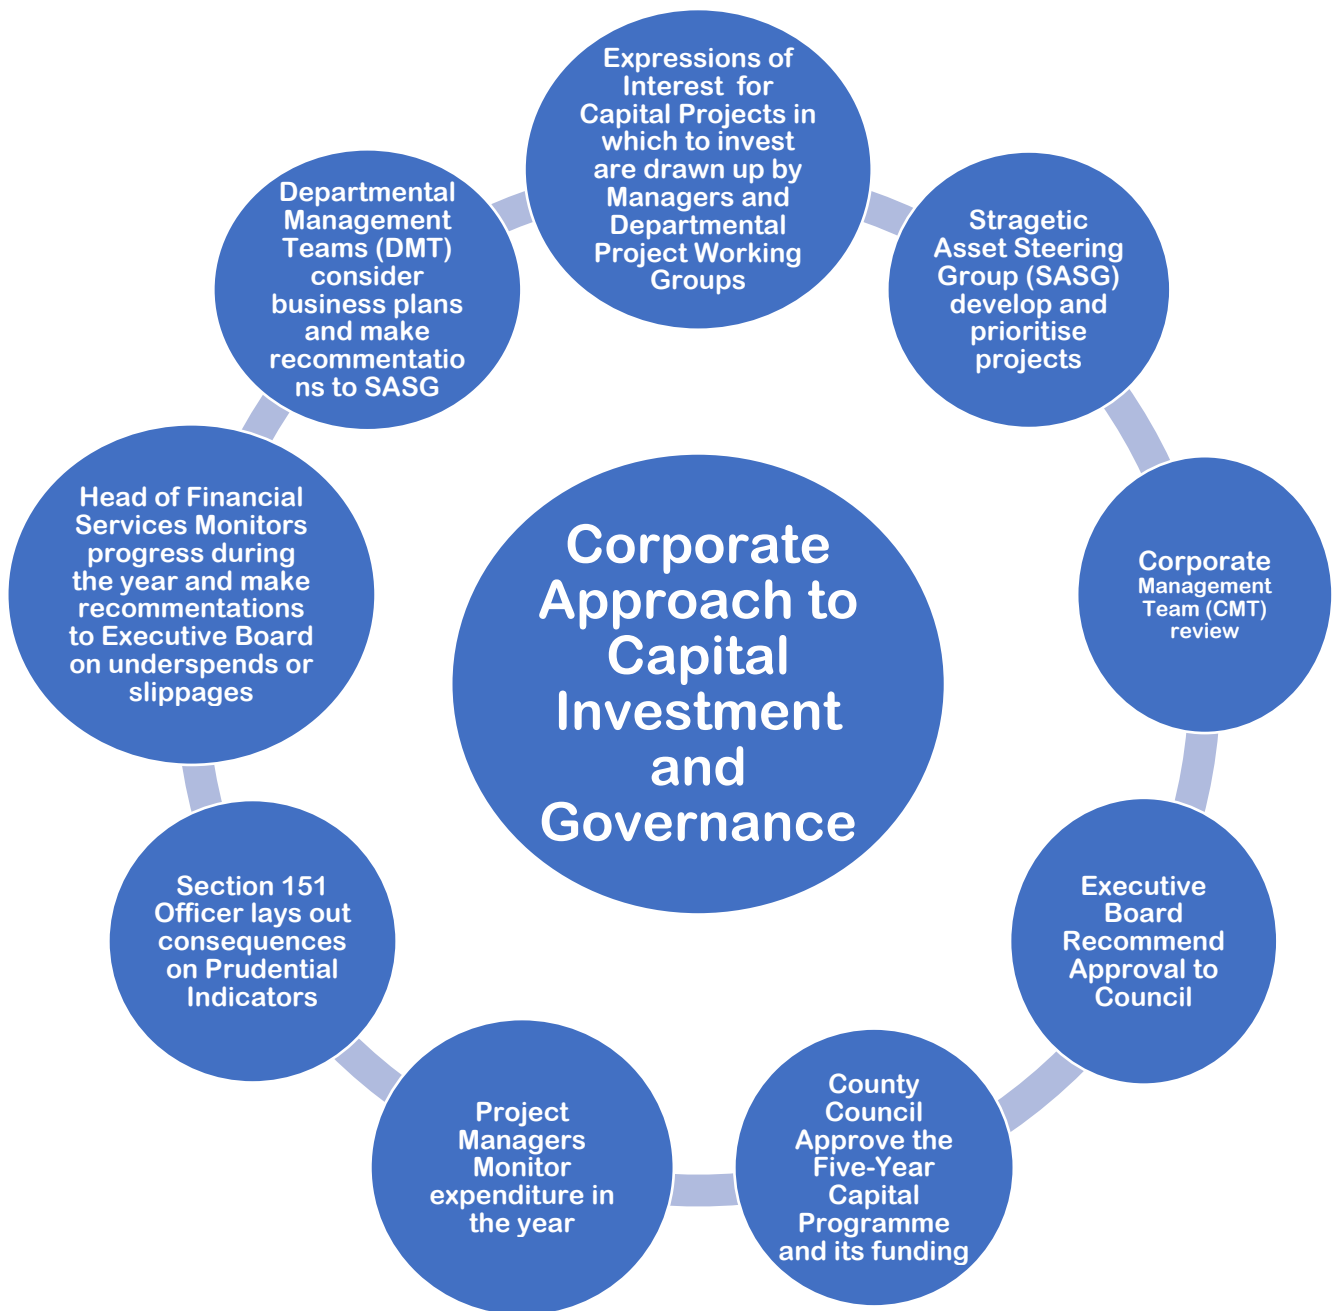 Expressions of
Interest for
Capital Projects in
which to invest
are drawn up by
Managers and
Departmental
Project Working
Groups
Stragetic
Asset Steering
Group (SASG)
develop and
prioritise
projects
Corporate
Management
Team (CMT)
review
Executive
Board
Recommend
Approval to
Council
County
Council
Approve the
Five-Year
Capital
Programme
and its funding
Project
Managers
Monitor
expenditure in
the year
Section 151
Officer lays out
consequences
on Prudential
Indicators
Head of Financial
Services Monitors
progress during
the year and make
recommentations
to Executive Board
on underspends or
slippages
Departmental
Management
Teams (DMT)
consider
business plans
and make
recommentatio
ns to SASG
Corporate
Approach to
Capital
Investment
and
Governance